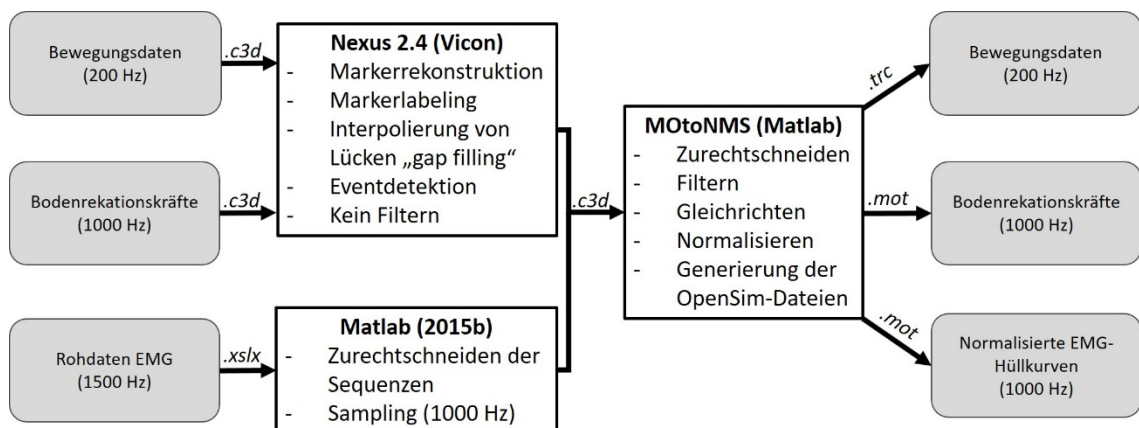 Bewegungsdaten
(200 Hz)
.c3d
Bodenrekationskräfte
(1000 Hz)
.c3d
Rohdaten EMG
(1500 Hz)
.xslx
Nexus 2.4 (Vicon)
- Markerrekonstruktion
- Markerlabeling
- Interpolierung von
Lücken „gap filling“
- Eventdetektion
- Kein Filtern
Matlab (2015b)
- Zurechtschneiden der
Sequenzen
- Sampling (1000 Hz)
.c3d
MOtoNMS (Matlab)
- Zurechtschneiden
- Filtern
- Gleichrichten
- Normalisieren
- Generierung der
OpenSim-Dateien
.trc
Bewegungsdaten
(200 Hz)
.mot
Bodenrekationskräfte
(1000 Hz)
.mot
Normalisierte EMG-
Hüllkurven
(1000 Hz)